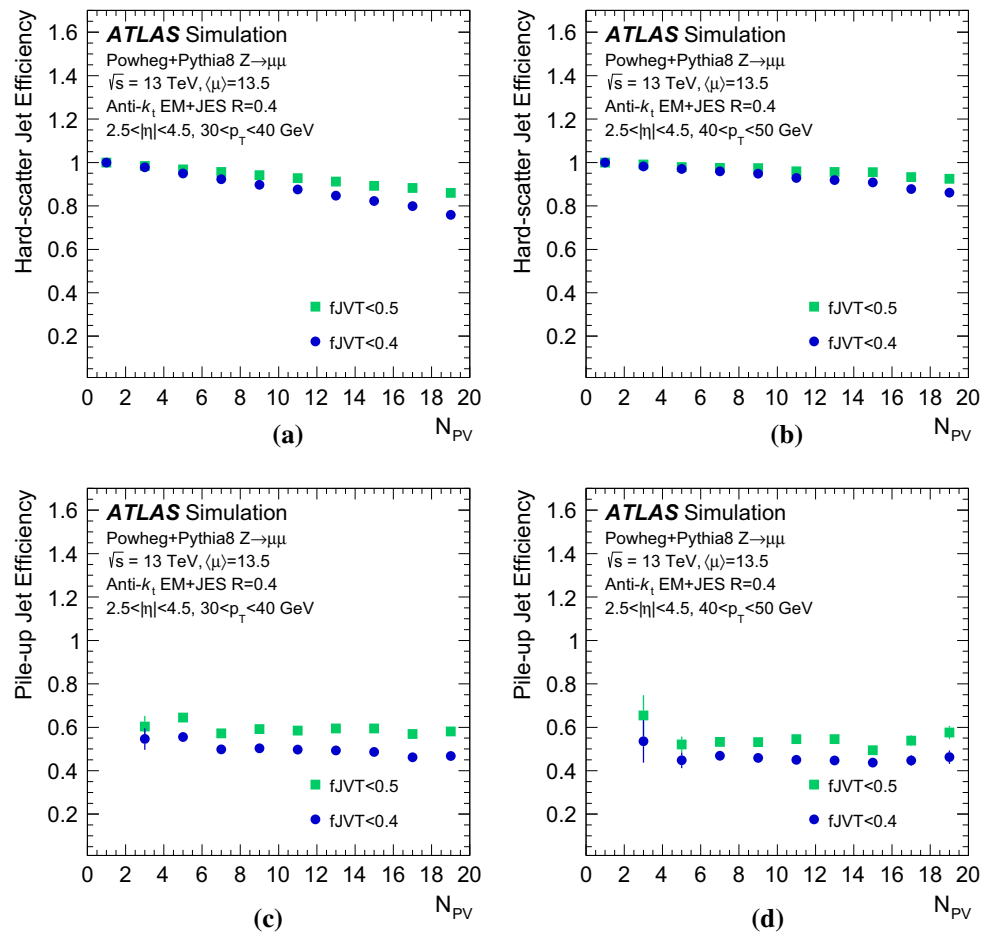 Hard-scatter Jet Efficiency
1.6
1.4
1.2
1
0.8
0.6
0.4
0.2
ATLAS Simulation
Powheg+Pythia8 Z→μμ
√s = 13 TeV, ⟨μ⟩=13.5
Anti-kt EM+JES R=0.4
2.5<|η|<4.5, 30<pT<40 GeV
fJVT<0.5
fJVT<0.4
0 2 4 6 8 10 12 14 16 18 20
NPV
(a)
Hard-scatter Jet Efficiency
1.6
1.4
1.2
1
0.8
0.6
0.4
0.2
ATLAS Simulation
Powheg+Pythia8 Z→μμ
√s = 13 TeV, ⟨μ⟩=13.5
Anti-kt EM+JES R=0.4
2.5<|η|<4.5, 40<pT<50 GeV
fJVT<0.5
fJVT<0.4
0 2 4 6 8 10 12 14 16 18 20
NPV
(b)
Pile-up Jet Efficiency
1.6
1.4
1.2
1
0.8
0.6
0.4
0.2
ATLAS Simulation
Powheg+Pythia8 Z→μμ
√s = 13 TeV, ⟨μ⟩=13.5
Anti-kt EM+JES R=0.4
2.5<|η|<4.5, 30<pT<40 GeV
fJVT<0.5
fJVT<0.4
0 2 4 6 8 10 12 14 16 18 20
NPV
(c)
Pile-up Jet Efficiency
1.6
1.4
1.2
1
0.8
0.6
0.4
0.2
ATLAS Simulation
Powheg+Pythia8 Z→μμ
√s = 13 TeV, ⟨μ⟩=13.5
Anti-kt EM+JES R=0.4
2.5<|η|<4.5, 40<pT<50 GeV
fJVT<0.5
fJVT<0.4
0 2 4 6 8 10 12 14 16 18 20
NPV
(d)